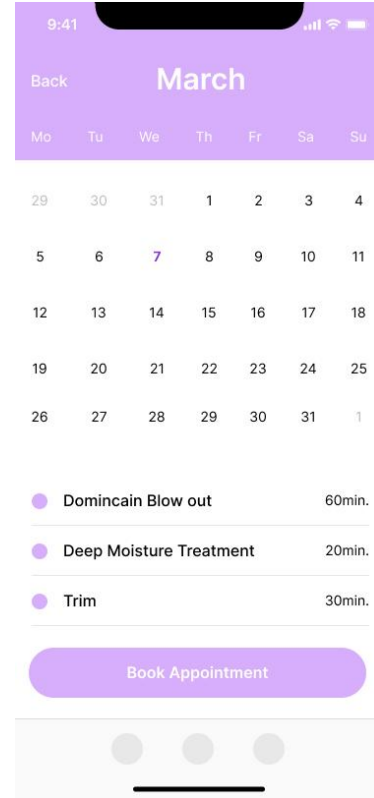 9:41
Back March
Mo Tu We Th Fr Sa Su
29 30 31 1 2 3 4
5 6 7 8 9 10 11
12 13 14 15 16 17 18
19 20 21 22 23 24 25
26 27 28 29 30 31 1
Domincain Blow out 60min.
Deep Moisture Treatment 20min.
Trim 30min.
Book Appointment